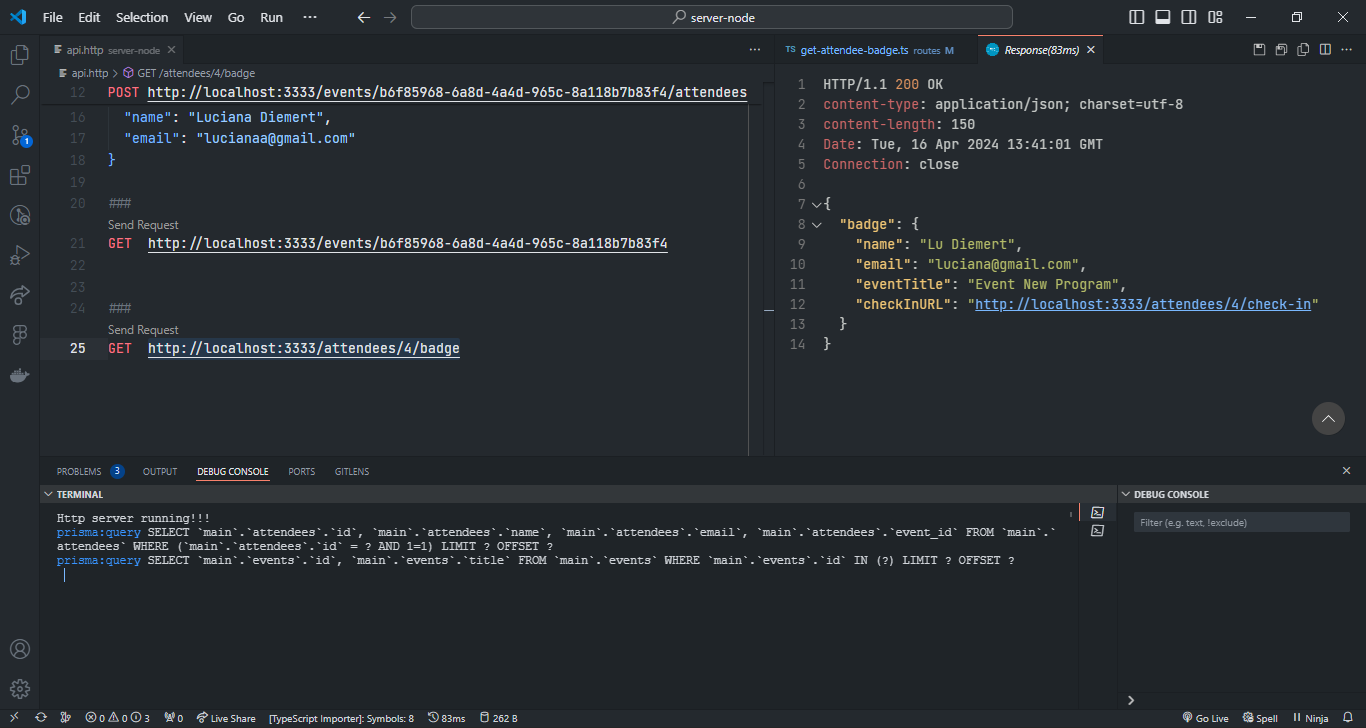 File Edit Selection View Go Run ··· server-node
api.http server-node
api.http > GET /attendees/4/badge
12 POST http://localhost:3333/events/b6f85968-6a8d-4a4d-965c-8a118b7b83f4/attendees
16 "name": "Luciana Diemert",
17 "email": "lucianaa@gmail.com"
18 }
19
20 ###
Send Request
21 GET http://localhost:3333/events/b6f85968-6a8d-4a4d-965c-8a118b7b83f4
22
23
24 ###
Send Request
25 GET http://localhost:3333/attendees/4/badge
TS get-attendee-badge.ts routes M Response(83ms)
1 HTTP/1.1 200 OK
2 content-type: application/json; charset=utf-8
3 content-length: 150
4 Date: Tue, 16 Apr 2024 13:41:01 GMT
5 Connection: close
6
7 {
8 "badge": {
9 "name": "Lu Diemert",
10 "email": "luciana@gmail.com",
11 "eventTitle": "Event New Program",
12 "checkInURL": "http://localhost:3333/attendees/4/check-in"
13 }
14 }
PROBLEMS 3 OUTPUT DEBUG CONSOLE PORTS GITLENS
TERMINAL
Http server running!!!
prisma:query SELECT `main`.`attendees`.`id`, `main`.`attendees`.`name`, `main`.`attendees`.`email`, `main`.`attendees`.`event_id` FROM `main`.`
attendees` WHERE (`main`.`attendees`.`id` = ? AND 1=1) LIMIT ? OFFSET ?
prisma:query SELECT `main`.`events`.`id`, `main`.`events`.`title` FROM `main`.`events` WHERE `main`.`events`.`id` IN (?) LIMIT ? OFFSET ?
DEBUG CONSOLE
Filter (e.g. text, !exclude)
1
0 0 3 0 Live Share [TypeScript Importer]: Symbols: 8 83ms 262 B Go Live Spell Ninja